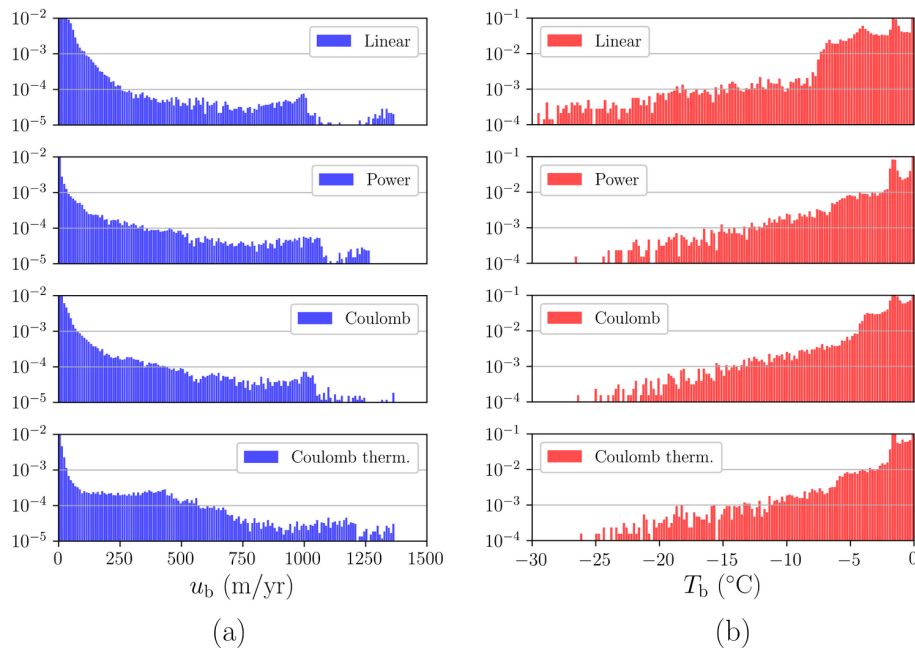 10⁻²
10⁻³
10⁻⁴
10⁻⁵
Linear
10⁻²
10⁻³
10⁻⁴
10⁻⁵
Power
10⁻²
10⁻³
10⁻⁴
10⁻⁵
Coulomb
10⁻²
10⁻³
10⁻⁴
10⁻⁵
Coulomb therm.
0 250 500 750 1000 1250 1500
u_b (m/yr)
(a)
10⁻¹
10⁻²
10⁻³
10⁻⁴
Linear
10⁻¹
10⁻²
10⁻³
10⁻⁴
Power
10⁻¹
10⁻²
10⁻³
10⁻⁴
Coulomb
10⁻¹
10⁻²
10⁻³
10⁻⁴
Coulomb therm.
−30 −25 −20 −15 −10 −5 0
T_b (°C)
(b)